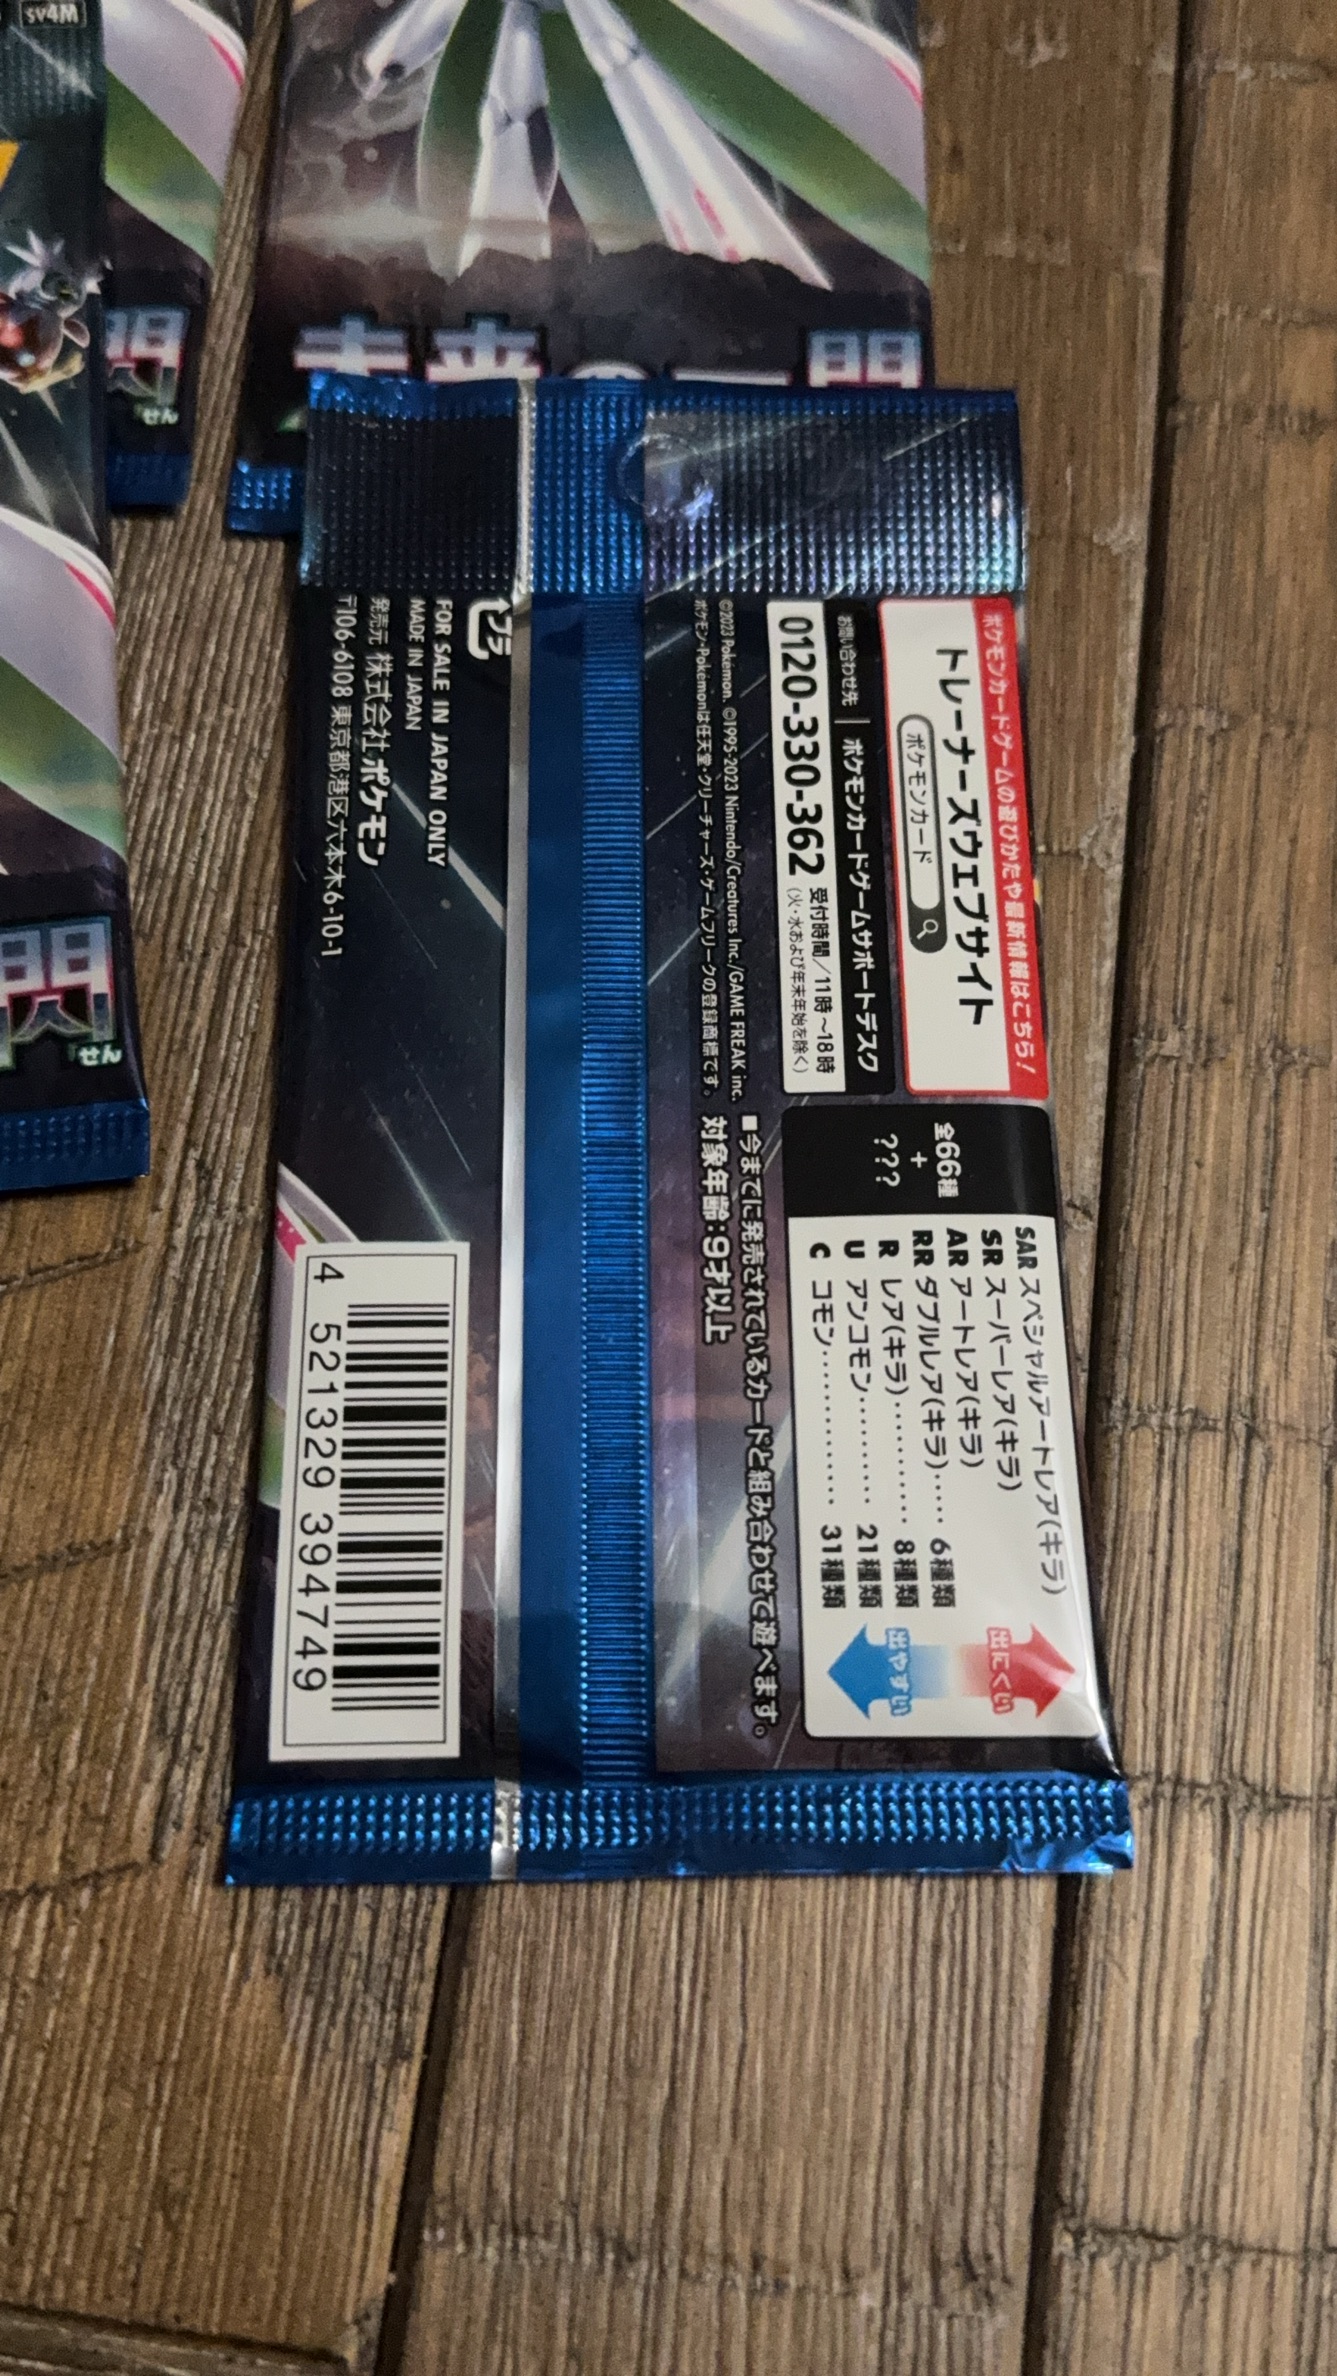 sv4M
閃
せん
未来の一閃
閃
せん
ポケモンカードゲームの遊びかたや最新情報はこちら!
トレーナーズウェブサイト
ポケモンカード
お問い合わせ先
ポケモンカードゲームサポートデスク
0120-330-362
受付時間/11時~18時
(火・水および年末年始を除く)
©2023 Pokémon. ©1995-2023 Nintendo/Creatures Inc./GAME FREAK inc.
ポケモン・Pokémonは任天堂・クリーチャーズ・ゲームフリークの登録商標です。
全66種
+
???
SAR スペシャルアートレア(キラ)
SR スーパーレア(キラ)
AR アートレア(キラ)
RR ダブルレア(キラ)‥‥ 6種類
R レア(キラ)‥‥‥‥‥ 8種類
U アンコモン‥‥‥‥‥ 21種類
C コモン‥‥‥‥‥‥‥ 31種類
出にくい
出やすい
■今までに発売されているカードと組み合わせて遊べます。
対象年齢:9才以上
プラ
FOR SALE IN JAPAN ONLY
MADE IN JAPAN
発売元 株式会社ポケモン
〒106-6108 東京都港区六本木6-10-1
4 521329 394749